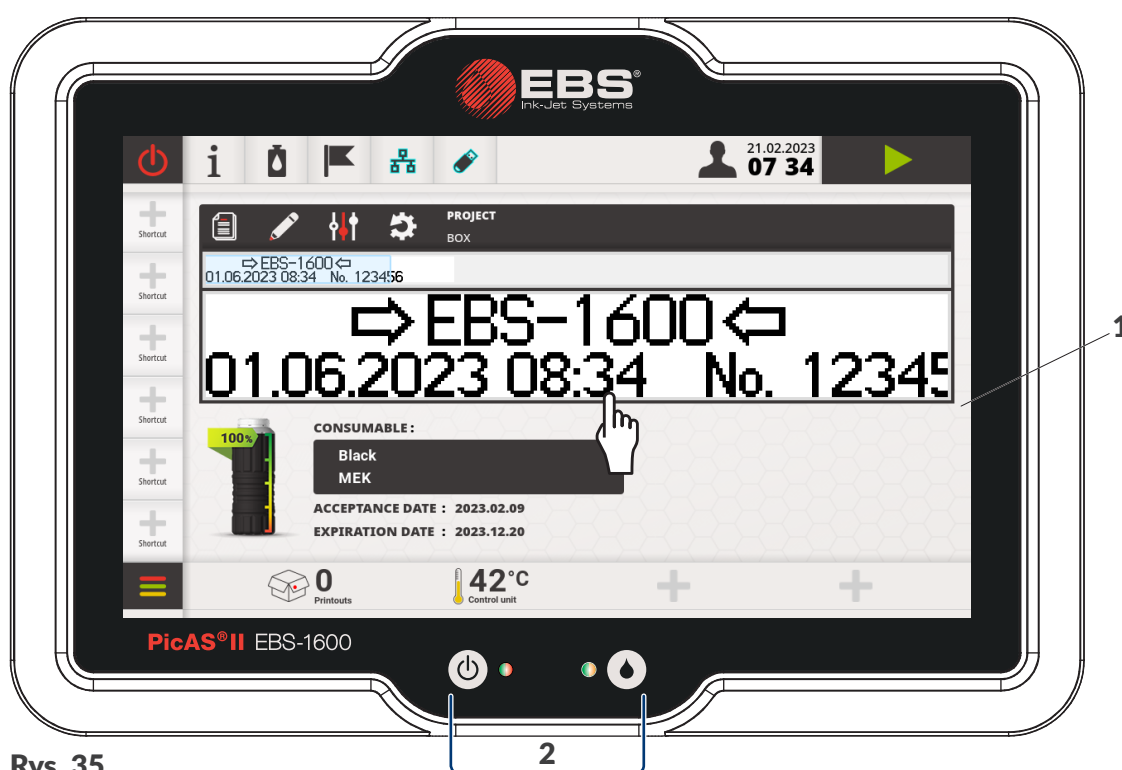 EBS®
Ink-Jet Systems
i
21.02.2023
07 34
Shortcut
PROJECT
BOX
⇨EBS-1600⇦
01.06.2023 08:34 No. 123456
Shortcut
⇨EBS-1600⇦
01.06.2023 08:34 No. 12345
Shortcut
Shortcut
100%
CONSUMABLE:
Black
MEK
Shortcut
ACCEPTANCE DATE : 2023.02.09
EXPIRATION DATE : 2023.12.20
Shortcut
0
Printouts
42°C
Control unit
PicAS®II EBS-1600
1
2
Rys. 35